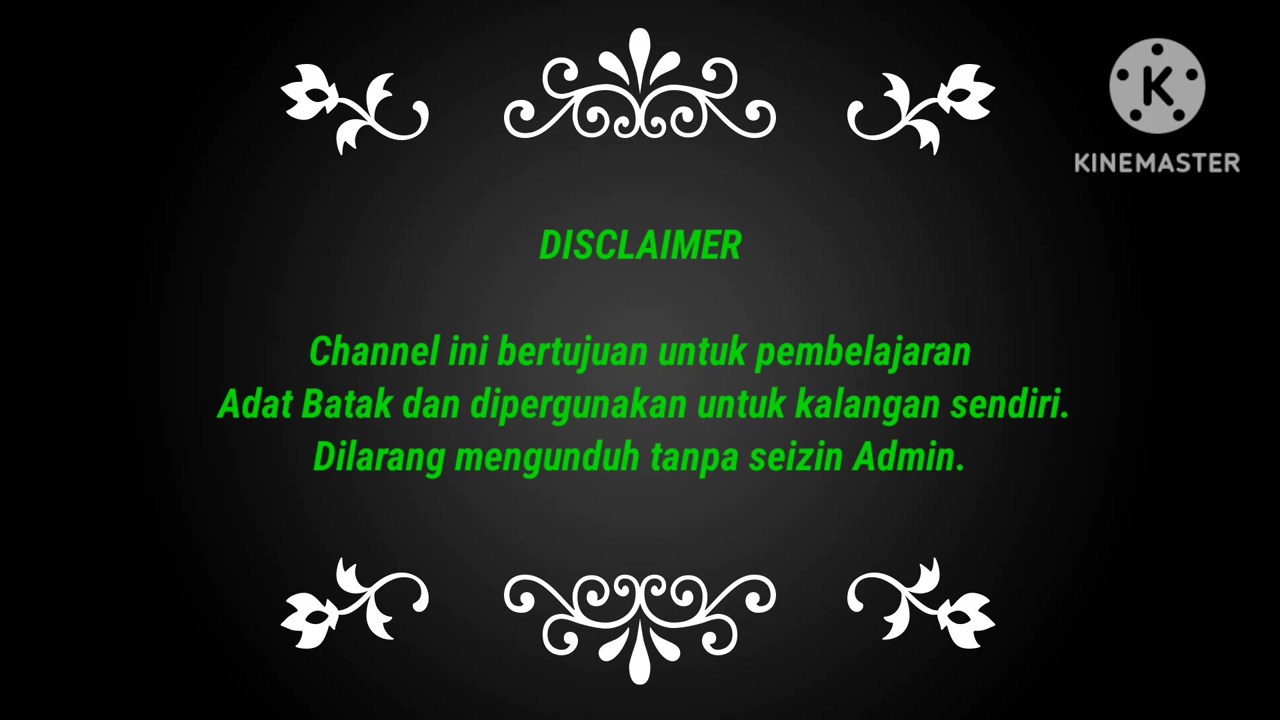 KINEMASTER
DISCLAIMER
Channel ini bertujuan untuk pembelajaran
Adat Batak dan dipergunakan untuk kalangan sendiri.
Dilarang mengunduh tanpa seizin Admin.